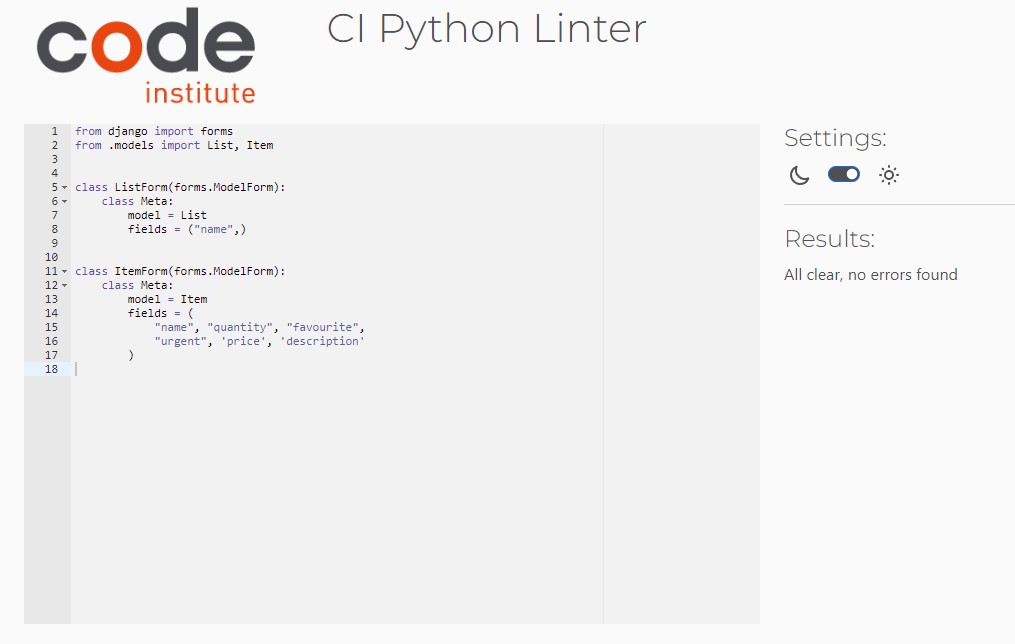 code
institute
CI Python Linter
1 from django import forms
2 from .models import List, Item
3
4
5 class ListForm(forms.ModelForm):
6     class Meta:
7         model = List
8         fields = ("name",)
9
10
11 class ItemForm(forms.ModelForm):
12     class Meta:
13         model = Item
14         fields = (
15             "name", "quantity", "favourite",
16             "urgent", 'price', 'description'
17         )
18
Settings:
Results:
All clear, no errors found